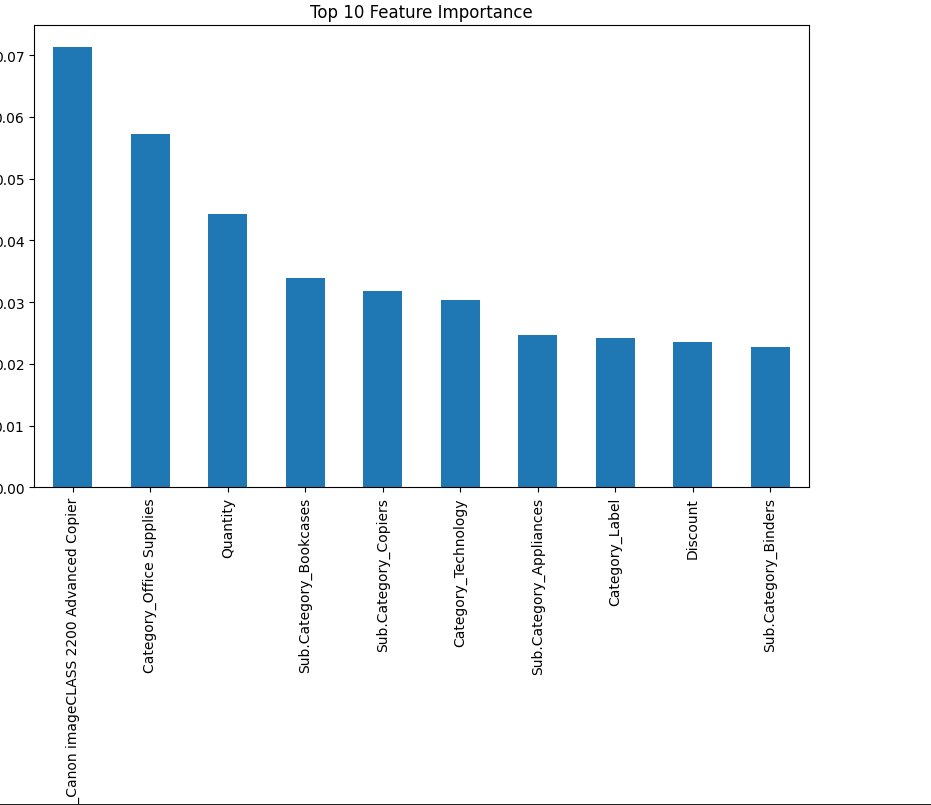 Top 10 Feature Importance
0.07
0.06
0.05
0.04
0.03
0.02
0.01
0.00
_Canon imageCLASS 2200 Advanced Copier
Category_Office Supplies
Quantity
Sub.Category_Bookcases
Sub.Category_Copiers
Category_Technology
Sub.Category_Appliances
Category_Label
Discount
Sub.Category_Binders